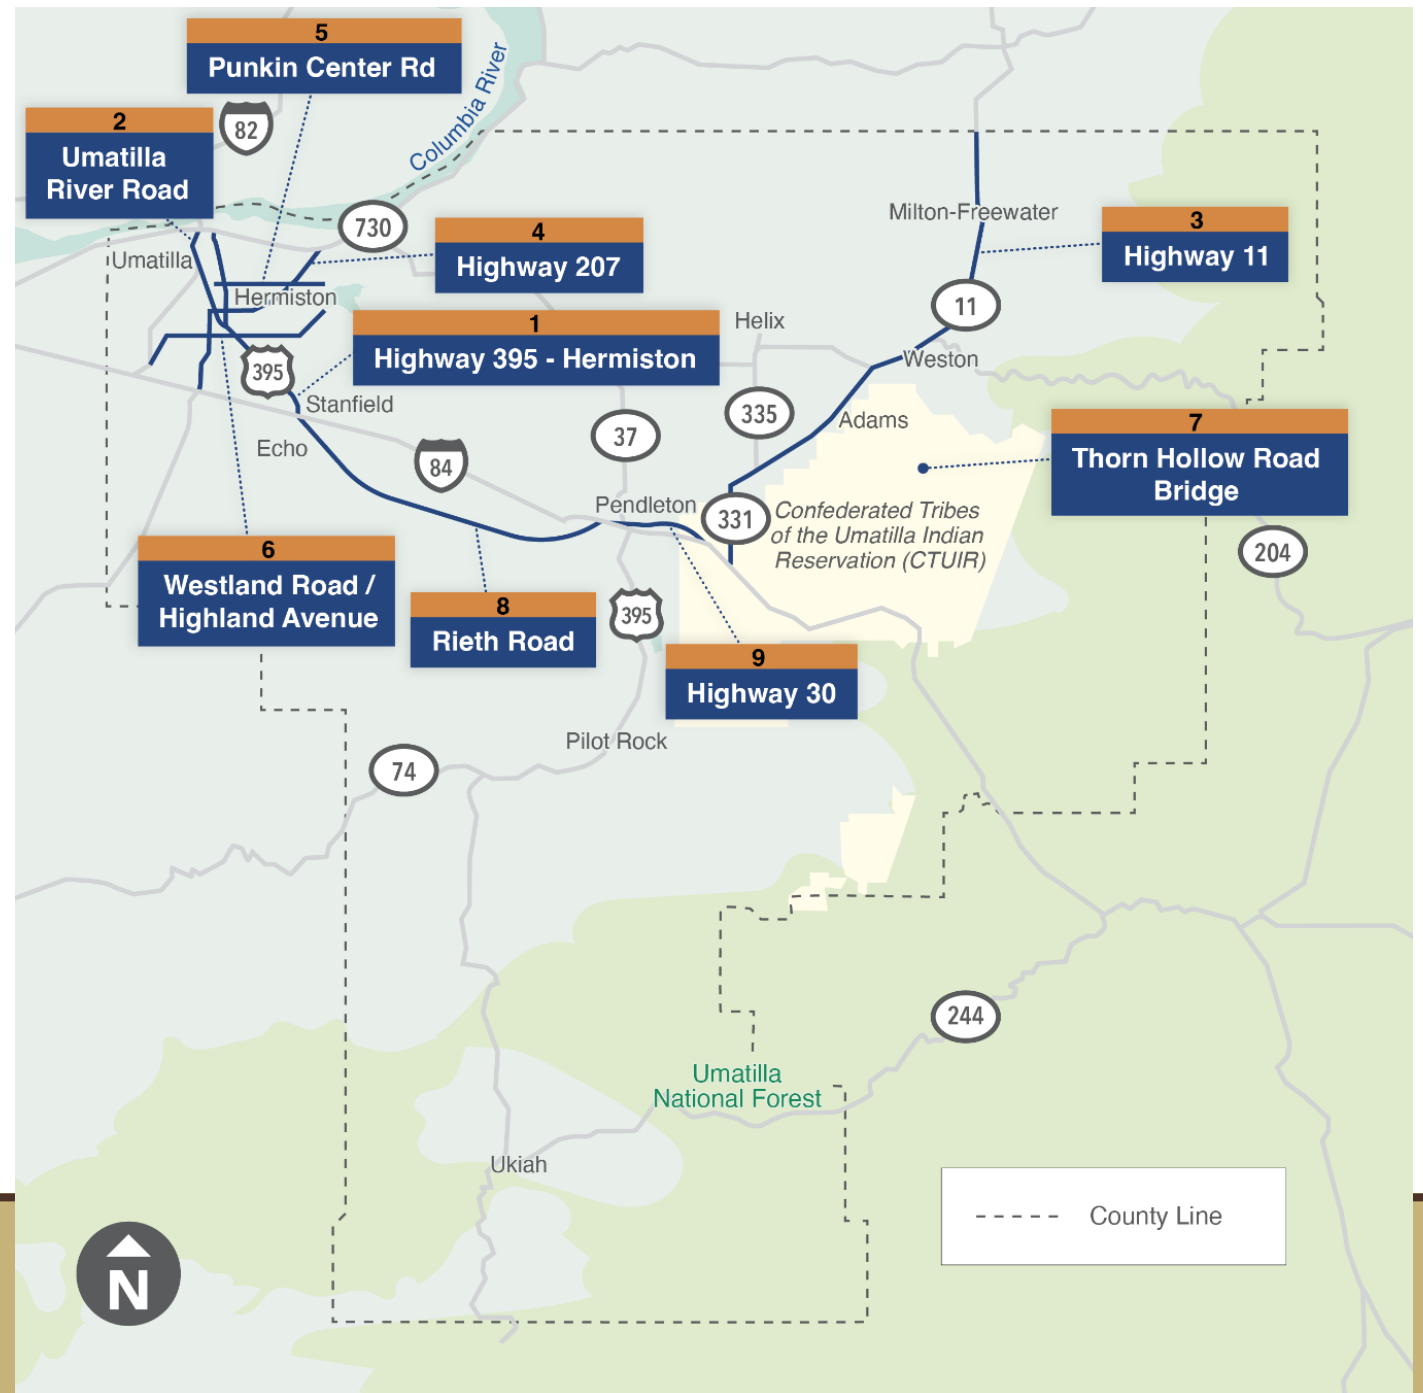 5
Punkin Center Rd
Columbia River
2
Umatilla
River Road
82
730
4
Highway 207
Milton-Freewater
3
Highway 11
Umatilla
Hermiston
11
1
Highway 395 - Hermiston
Helix
Weston
395
Stanfield
335
Adams
37
Echo
84
7
Thorn Hollow Road
Bridge
Pendleton
331
Confederated Tribes
of the Umatilla Indian
Reservation (CTUIR)
204
6
Westland Road /
Highland Avenue
8
Rieth Road
395
9
Highway 30
Pilot Rock
74
244
Umatilla
National Forest
Ukiah
County Line
N